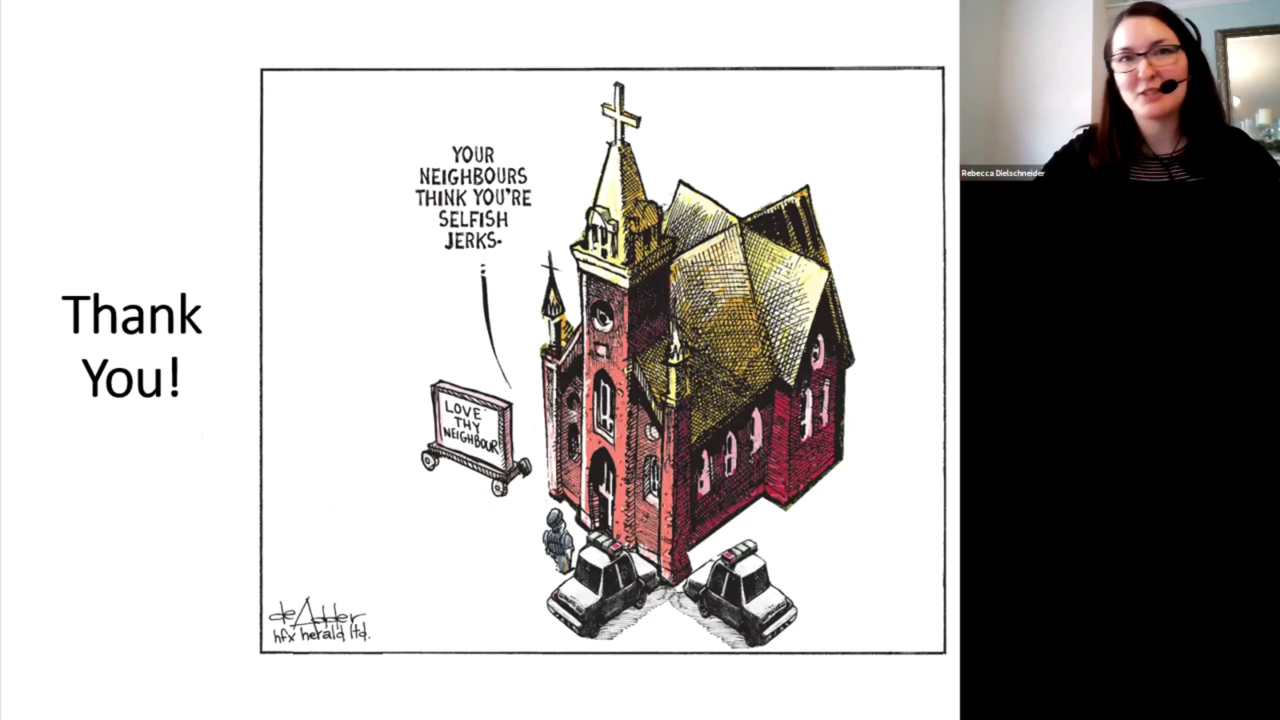 Thank
You!
YOUR
NEIGHBOURS
THINK YOU'RE
SELFISH
JERKS.
LOVE
THY
NEIGHBOUR
deAdder
hfx herald ltd.
Rebecca Dielschneider